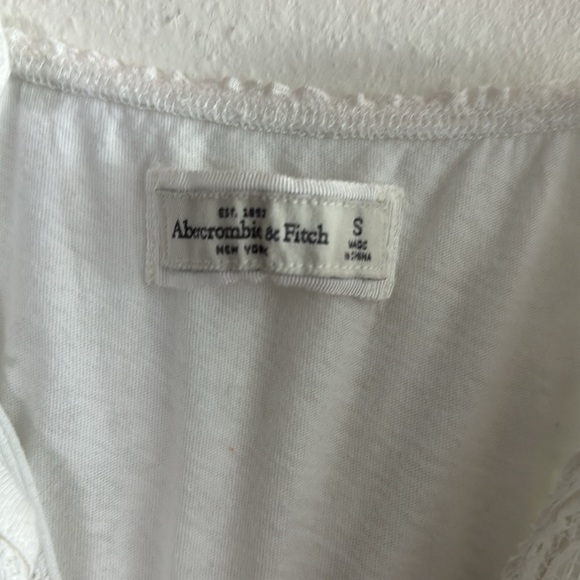 EST. 1892
Abercrombie & Fitch
NEW YORK
S
MADE
IN CHINA